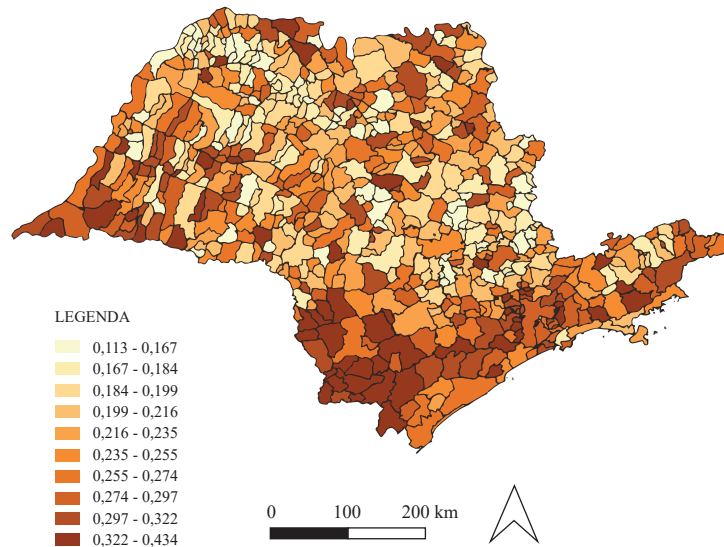 LEGENDA
0,113 - 0,167
0,167 - 0,184
0,184 - 0,199
0,199 - 0,216
0,216 - 0,235
0,235 - 0,255
0,255 - 0,274
0,274 - 0,297
0,297 - 0,322
0,322 - 0,434
0 100 200 km